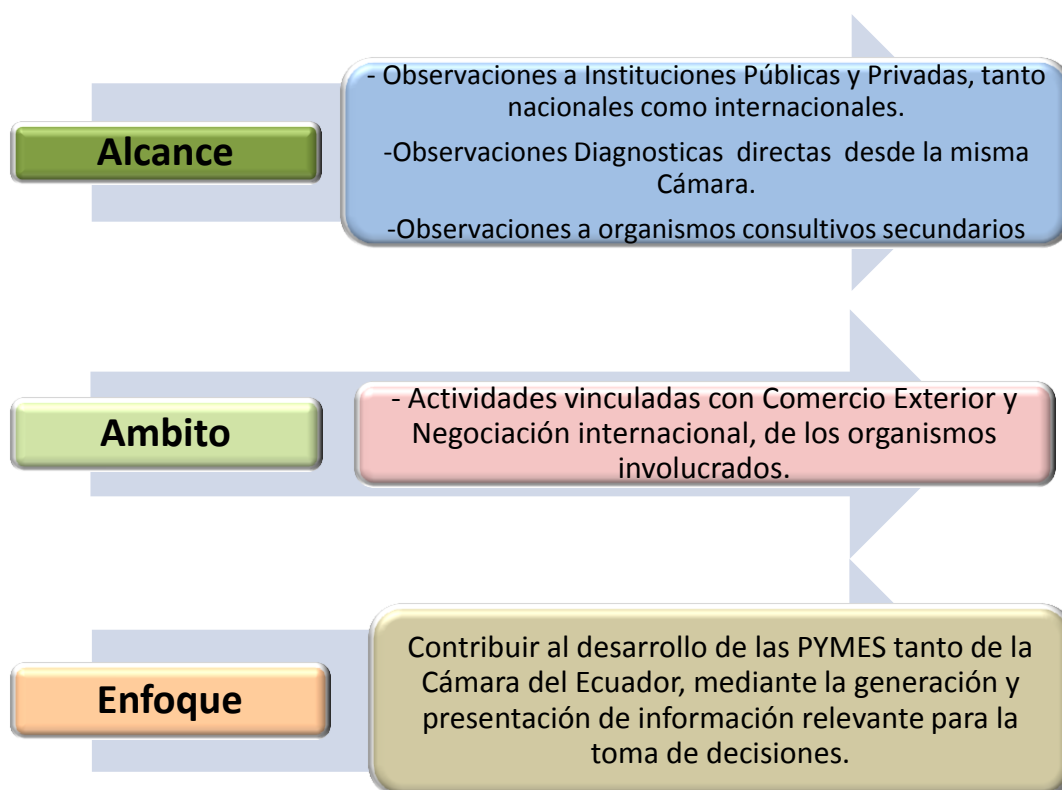 Alcance
- Observaciones a Instituciones Públicas y Privadas, tanto
nacionales como internacionales.
-Observaciones Diagnosticas directas desde la misma
Cámara.
-Observaciones a organismos consultivos secundarios
Ambito
- Actividades vinculadas con Comercio Exterior y
Negociación internacional, de los organismos
involucrados.
Enfoque
Contribuir al desarrollo de las PYMES tanto de la
Cámara del Ecuador, mediante la generación y
presentación de información relevante para la
toma de decisiones.